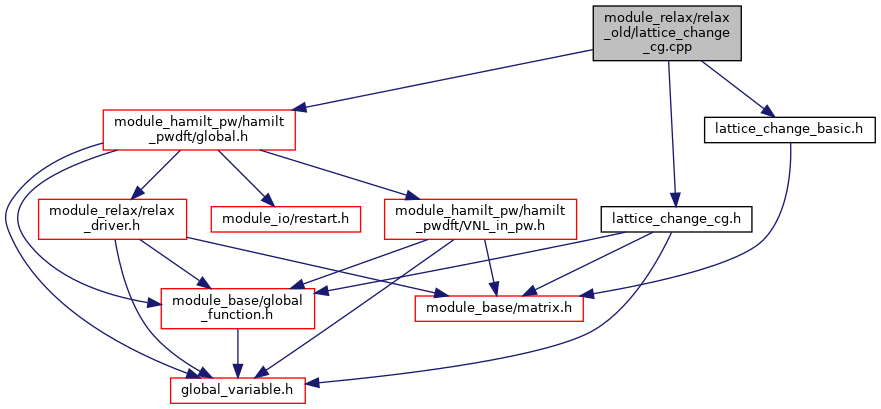 module_relax/relax
_old/lattice_change
_cg.cpp
module_hamilt_pw/hamilt
_pwdft/global.h
lattice_change_basic.h
module_relax/relax
_driver.h
module_io/restart.h
module_hamilt_pw/hamilt
_pwdft/VNL_in_pw.h
lattice_change_cg.h
module_base/global
_function.h
module_base/matrix.h
global_variable.h